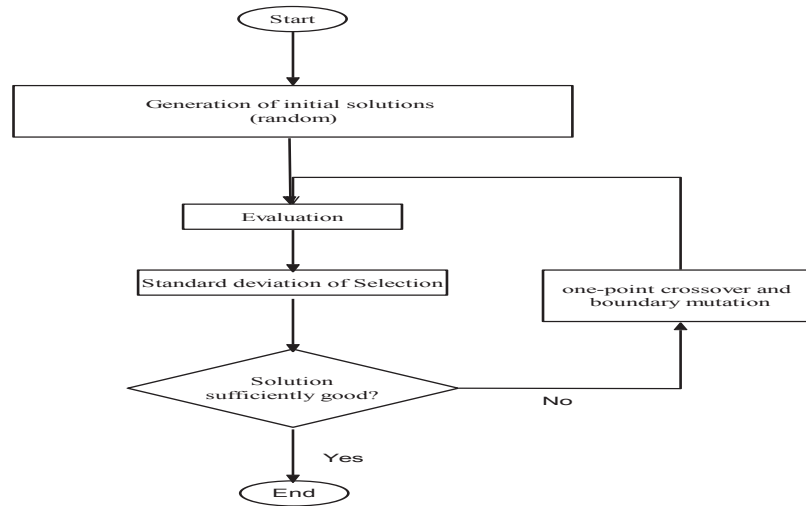 Start
Generation of initial solutions
(random)
Evaluation
Standard deviation of Selection
one-point crossover and
boundary mutation
Solution
sufficiently good?
No
Yes
End